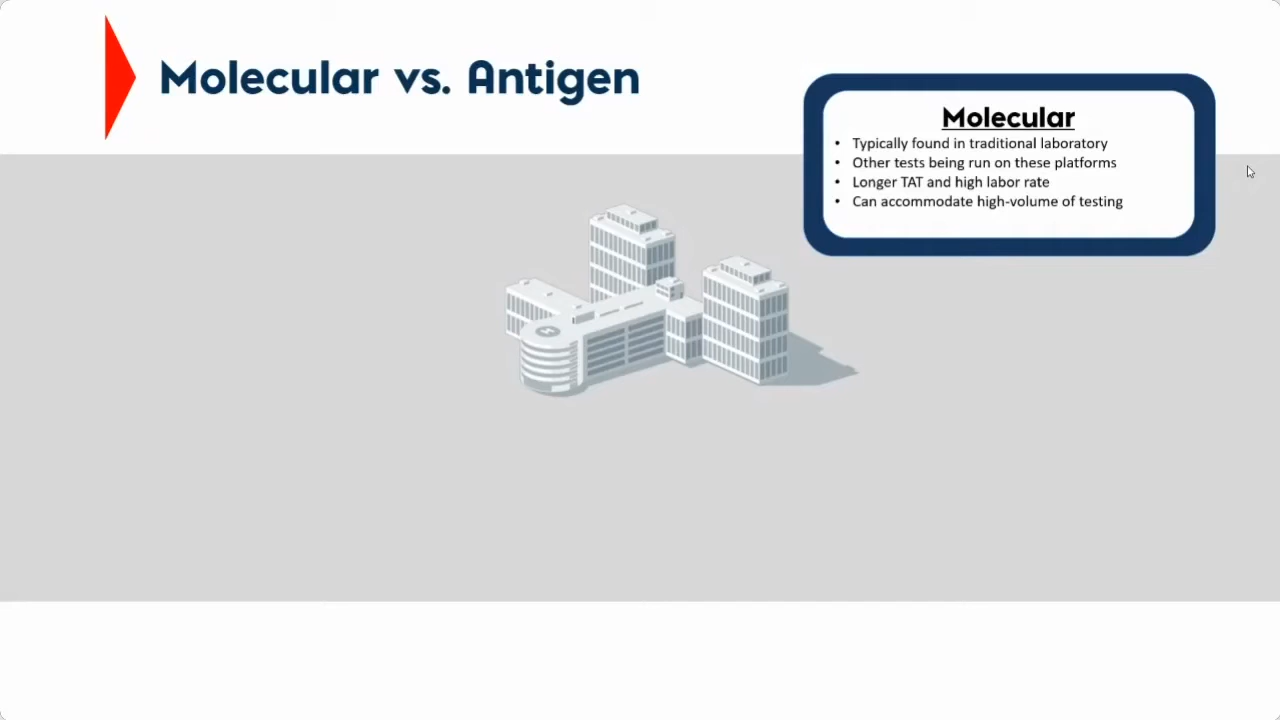 Molecular vs. Antigen
Molecular
• Typically found in traditional laboratory
• Other tests being run on these platforms
• Longer TAT and high labor rate
• Can accommodate high-volume of testing
H